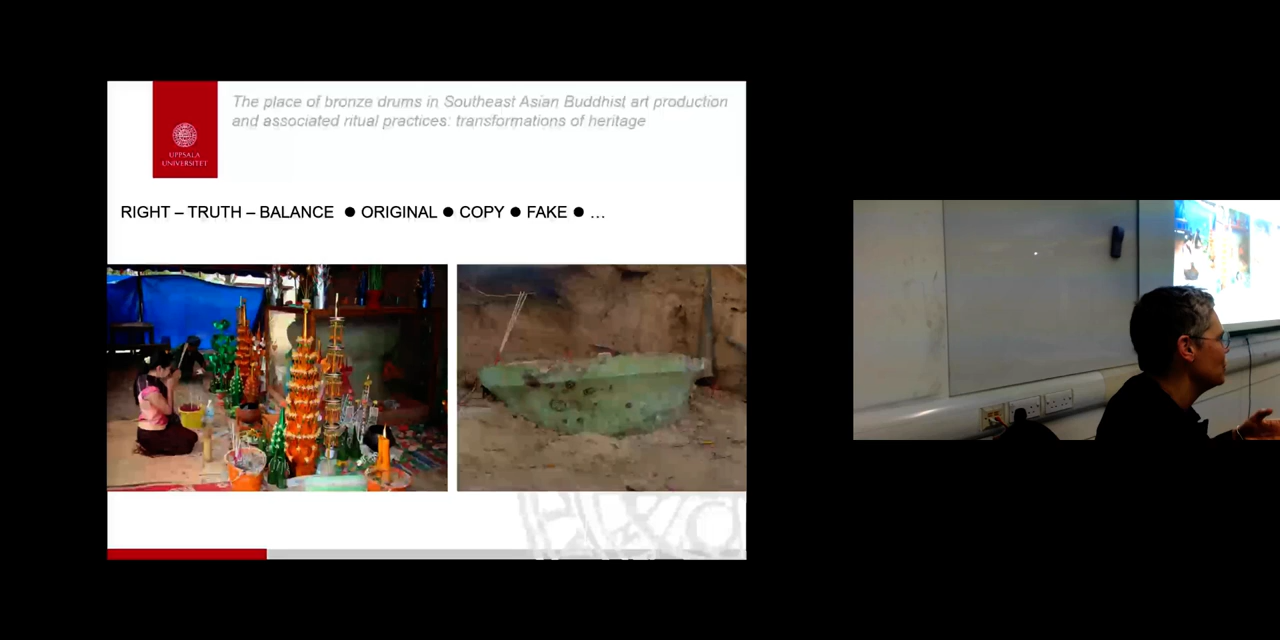 The place of bronze drums in Southeast Asian Buddhist art production
and associated ritual practices: transformations of heritage
UPPSALA
UNIVERSITET
RIGHT – TRUTH – BALANCE ● ORIGINAL ● COPY ● FAKE ● …